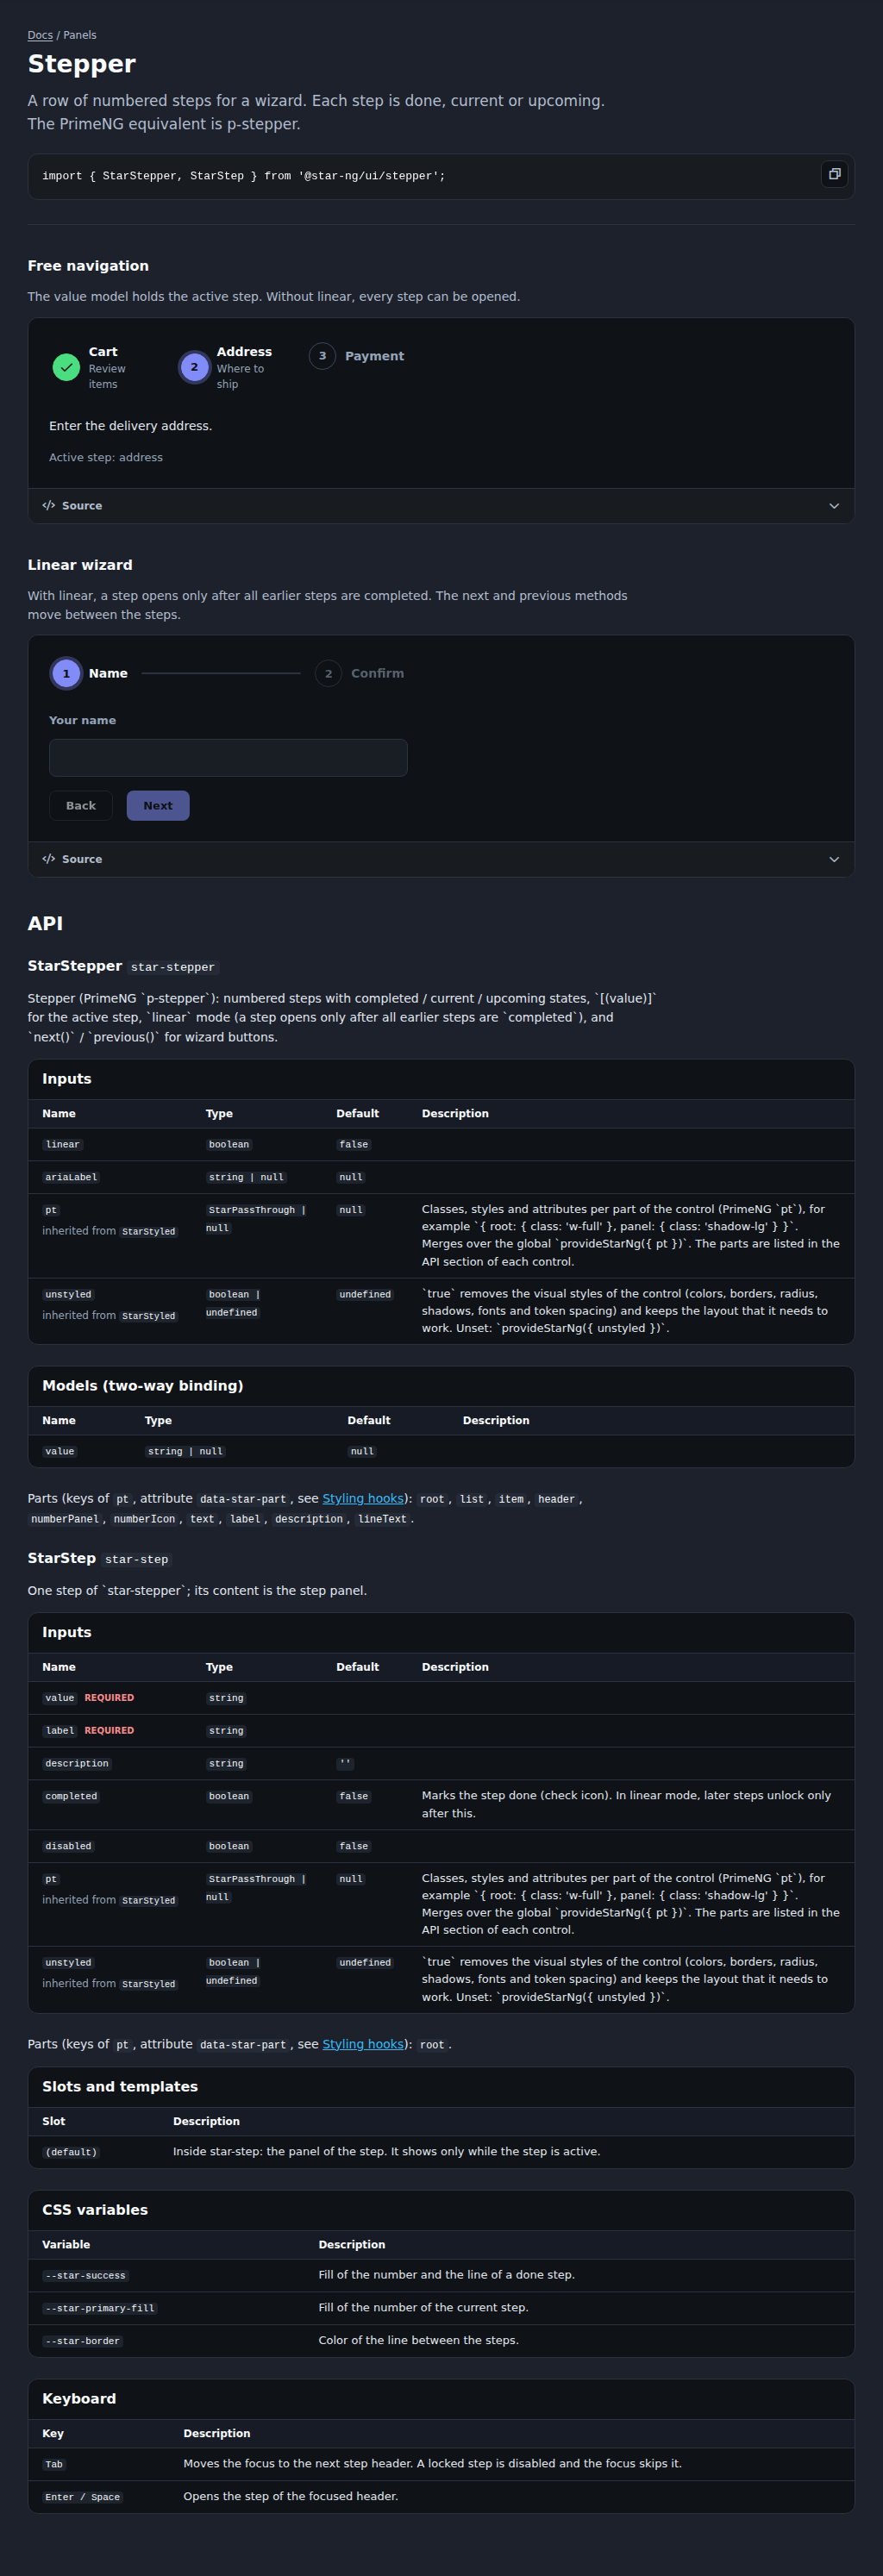 Docs / Panels
Stepper
A row of numbered steps for a wizard. Each step is done, current or upcoming.
The PrimeNG equivalent is p-stepper.
import { StarStepper, StarStep } from '@star-ng/ui/stepper';
Free navigation
The value model holds the active step. Without linear, every step can be opened.
Cart
Review
items
2
Address
Where to
ship
3
Payment
Enter the delivery address.
Active step: address
Source
Linear wizard
With linear, a step opens only after all earlier steps are completed. The next and previous methods
move between the steps.
1 Name 2 Confirm
Your name
Back Next
Source
API
StarStepper star-stepper
Stepper (PrimeNG `p-stepper`): numbered steps with completed / current / upcoming states, `[(value)]`
for the active step, `linear` mode (a step opens only after all earlier steps are `completed`), and
`next()` / `previous()` for wizard buttons.
Inputs
Name Type Default Description
linear boolean false
ariaLabel string | null null
pt StarPassThrough | null null Classes, styles and attributes per part of the control (PrimeNG `pt`), for
inherited from StarStyled example `{ root: { class: 'w-full' }, panel: { class: 'shadow-lg' } }`.
Merges over the global `provideStarNg({ pt })`. The parts are listed in the
API section of each control.
unstyled boolean | undefined undefined `true` removes the visual styles of the control (colors, borders, radius,
inherited from StarStyled shadows, fonts and token spacing) and keeps the layout that it needs to
work. Unset: `provideStarNg({ unstyled })`.
Models (two-way binding)
Name Type Default Description
value string | null null
Parts (keys of pt, attribute data-star-part, see Styling hooks): root, list, item, header,
numberPanel, numberIcon, text, label, description, lineText.
StarStep star-step
One step of `star-stepper`; its content is the step panel.
Inputs
Name Type Default Description
value REQUIRED string
label REQUIRED string
description string ''
completed boolean false Marks the step done (check icon). In linear mode, later steps unlock only
after this.
disabled boolean false
pt StarPassThrough | null null Classes, styles and attributes per part of the control (PrimeNG `pt`), for
inherited from StarStyled example `{ root: { class: 'w-full' }, panel: { class: 'shadow-lg' } }`.
Merges over the global `provideStarNg({ pt })`. The parts are listed in the
API section of each control.
unstyled boolean | undefined undefined `true` removes the visual styles of the control (colors, borders, radius,
inherited from StarStyled shadows, fonts and token spacing) and keeps the layout that it needs to
work. Unset: `provideStarNg({ unstyled })`.
Parts (keys of pt, attribute data-star-part, see Styling hooks): root.
Slots and templates
Slot Description
(default) Inside star-step: the panel of the step. It shows only while the step is active.
CSS variables
Variable Description
--star-success Fill of the number and the line of a done step.
--star-primary-fill Fill of the number of the current step.
--star-border Color of the line between the steps.
Keyboard
Key Description
Tab Moves the focus to the next step header. A locked step is disabled and the focus skips it.
Enter / Space Opens the step of the focused header.